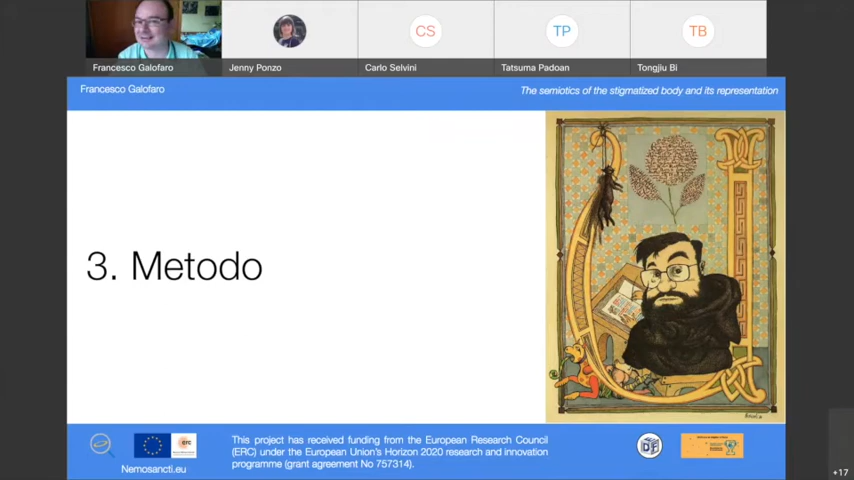 CS
TP
TB
Francesco Galofaro
Jenny Ponzo
Carlo Selvini
Tatsuma Padoan
Tongjiu Bi
Francesco Galofaro
The semiotics of the stigmatized body and its representation
3. Metodo
Nemosancti.eu
erc
This project has received funding from the European Research Council
(ERC) under the European Union's Horizon 2020 research and innovation
programme (grant agreement No 757314).
+17